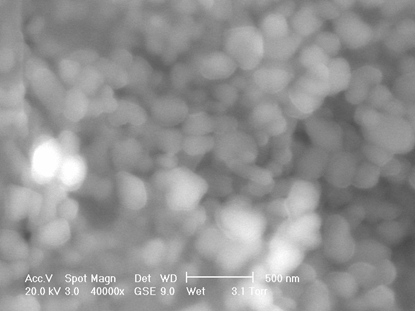 Acc.V Spot Magn Det WD 500 nm
20.0 kV 3.0 40000x GSE 9.0 Wet 3.1 Torr